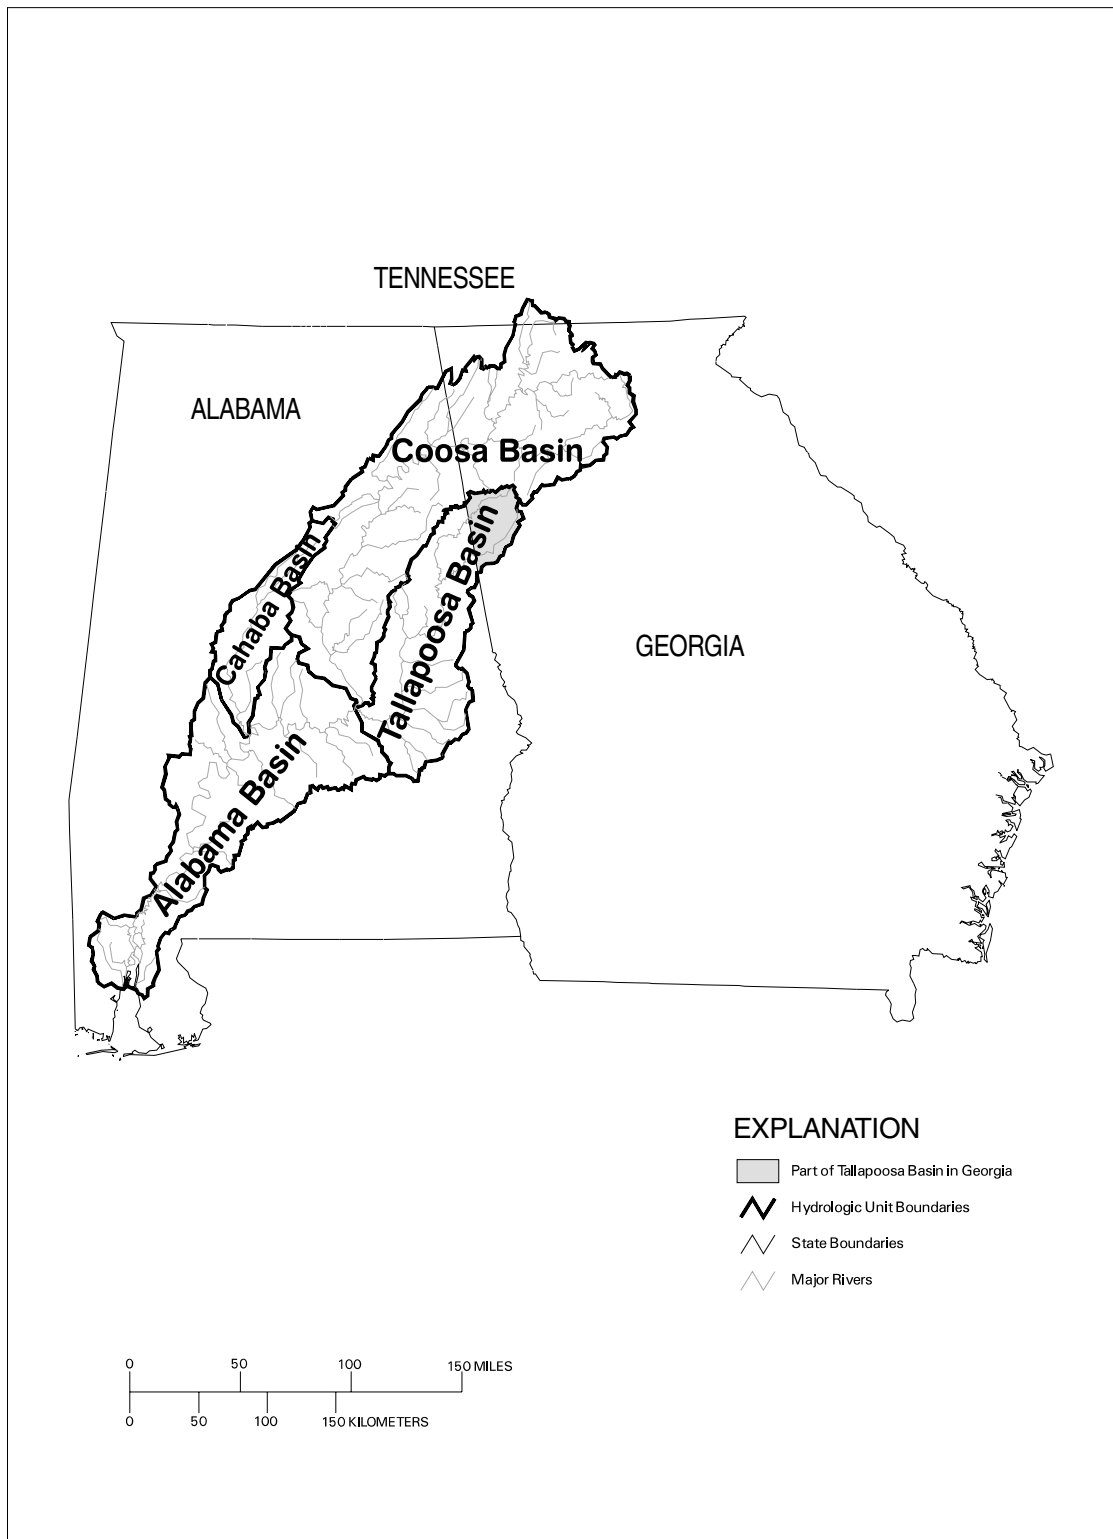 TENNESSEE
ALABAMA
Coosa Basin
Cahaba Basin
Tallapoosa Basin
GEORGIA
Alabama Basin
EXPLANATION
Part of Tallapoosa Basin in Georgia
Hydrologic Unit Boundaries
State Boundaries
Major Rivers
0 50 100 150 MILES
0 50 100 150 KILOMETERS